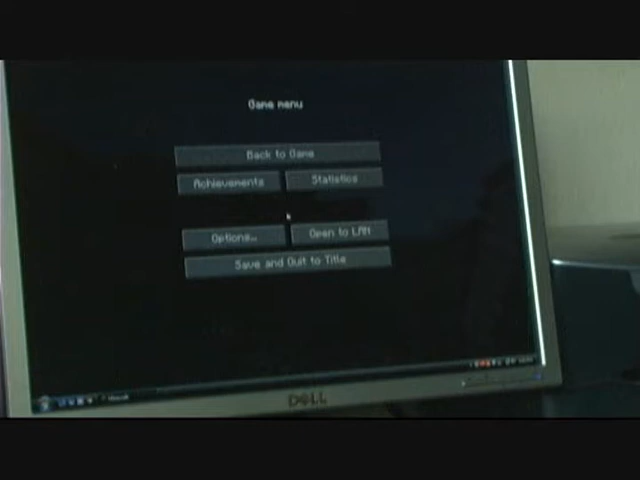 Game menu
Back to Game
Achievements
Statistics
Options...
Open to LAN
Save and Quit to Title
DELL